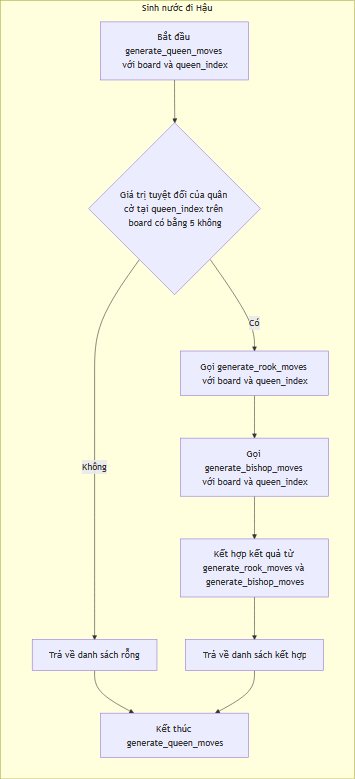 Sinh nước đi Hậu
Bắt đầu
generate_queen_moves
với board và queen_index
Giá trị tuyệt đối của quân
cờ tại queen_index trên
board có bằng 5 không
Có
Gọi generate_rook_moves
với board và queen_index
Gọi
generate_bishop_moves
với board và queen_index
Không
Kết hợp kết quả từ
generate_rook_moves và
generate_bishop_moves
Trả về danh sách rỗng
Trả về danh sách kết hợp
Kết thúc
generate_queen_moves